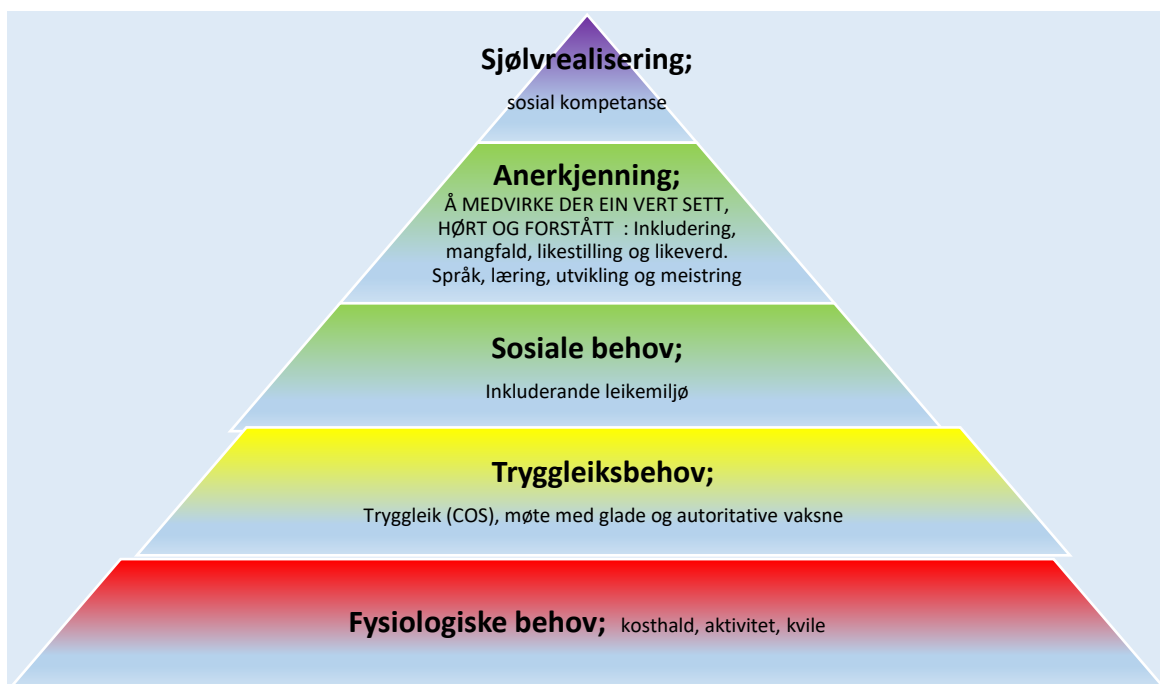 Sjølvrealisering;
sosial kompetanse
Anerkjenning;
Å MEDVIRKE DER EIN VERT SETT,
HØRT OG FORSTÅTT : Inkludering,
mangfald, likestilling og likeverd.
Språk, læring, utvikling og meistring
Sosiale behov;
Inkluderande leikemiljø
Tryggleiksbehov;
Tryggleik (COS), møte med glade og autoritative vaksne
Fysiologiske behov; kosthald, aktivitet, kvile